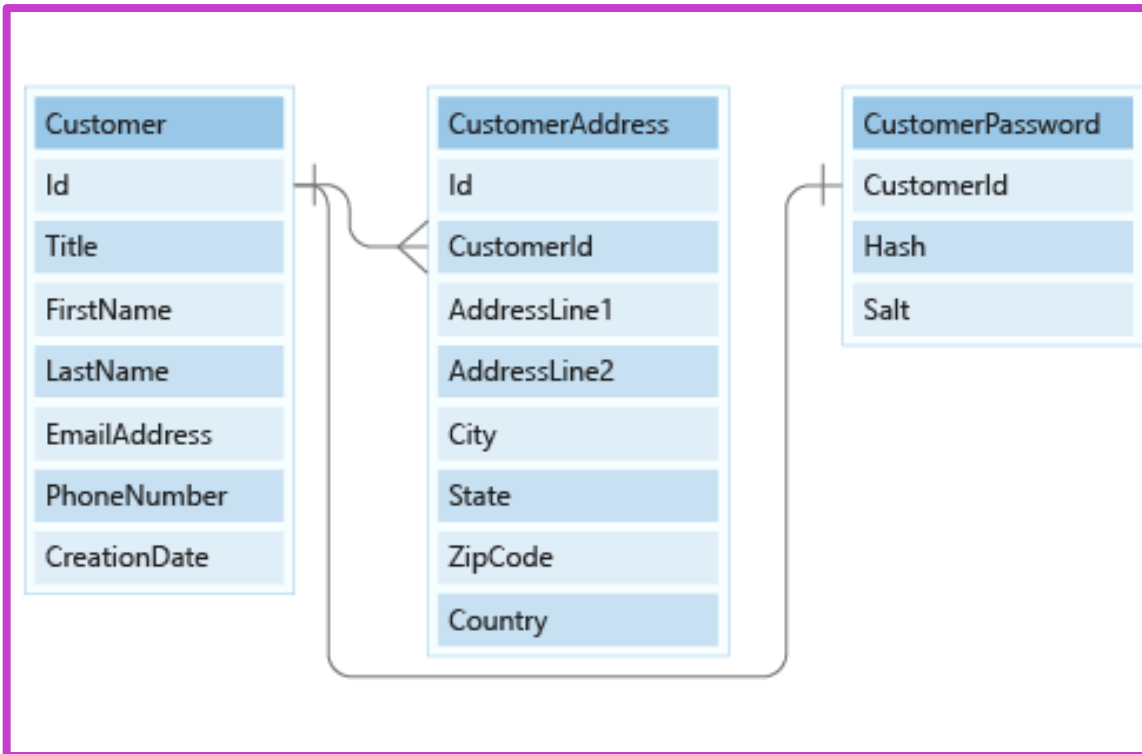 Customer
Id
Title
FirstName
LastName
EmailAddress
PhoneNumber
CreationDate
CustomerAddress
Id
CustomerId
AddressLine1
AddressLine2
City
State
ZipCode
Country
CustomerPassword
CustomerId
Hash
Salt